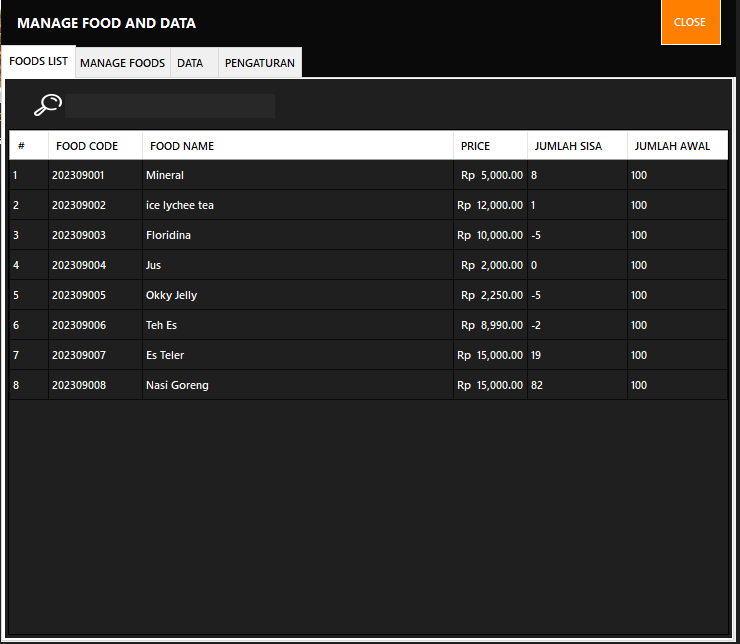 MANAGE FOOD AND DATA CLOSE
FOODS LIST MANAGE FOODS DATA PENGATURAN
# FOOD CODE FOOD NAME PRICE JUMLAH SISA JUMLAH AWAL
1 202309001 Mineral Rp 5,000.00 8 100
2 202309002 ice lychee tea Rp 12,000.00 1 100
3 202309003 Floridina Rp 10,000.00 -5 100
4 202309004 Jus Rp 2,000.00 0 100
5 202309005 Okky Jelly Rp 2,250.00 -5 100
6 202309006 Teh Es Rp 8,990.00 -2 100
7 202309007 Es Teler Rp 15,000.00 19 100
8 202309008 Nasi Goreng Rp 15,000.00 82 100